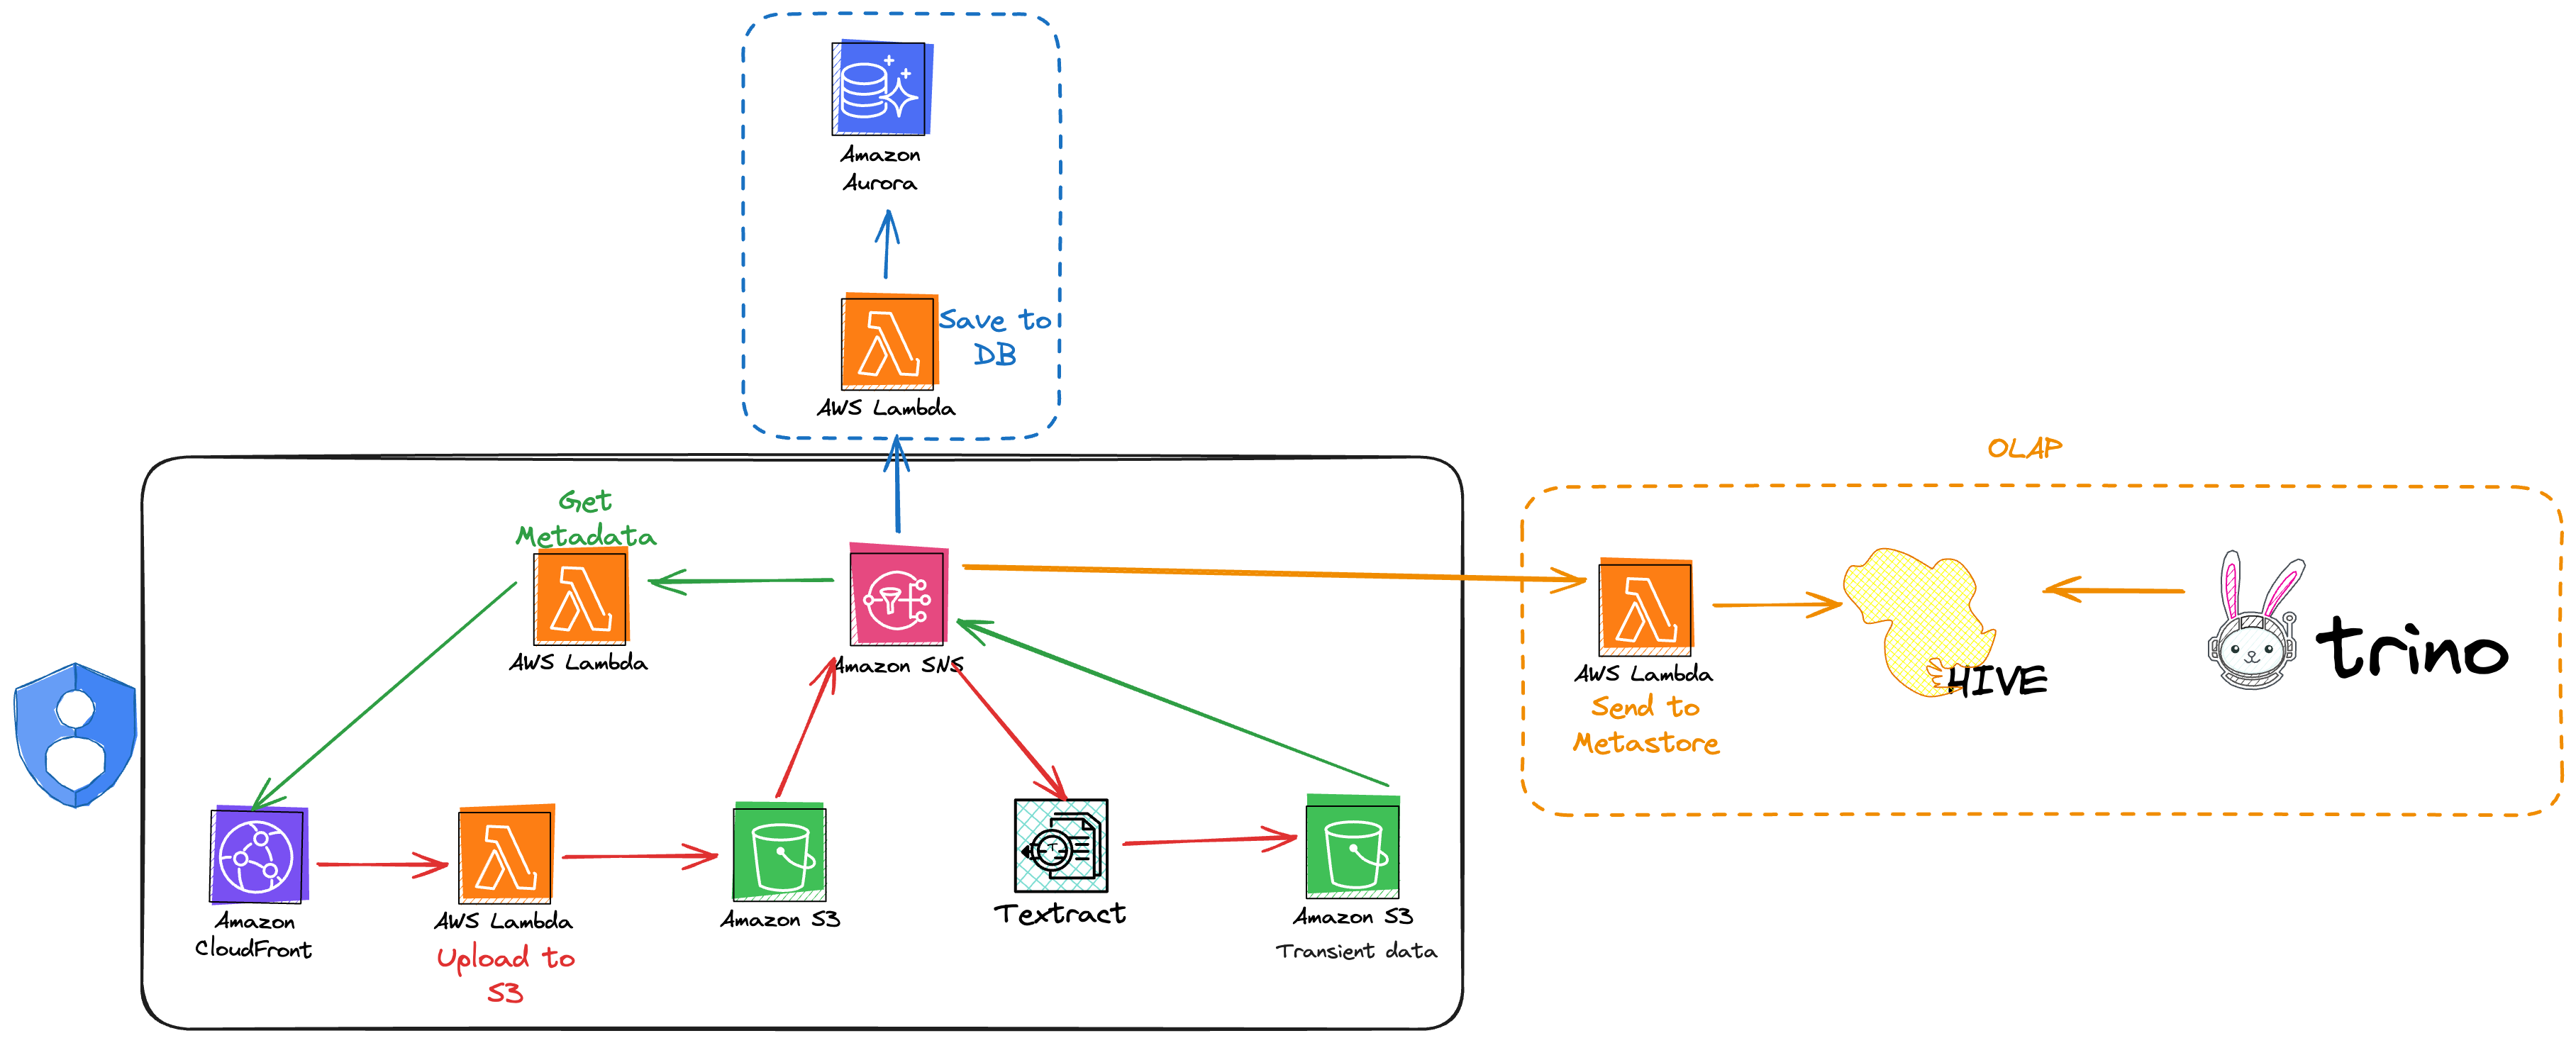 Amazon
Aurora
Save to
DB
AWS Lambda
OLAP
Get
Metadata
AWS Lambda
Amazon SNS
AWS Lambda
Send to
Metastore
HIVE
trino
Amazon
CloudFront
AWS Lambda
Upload to
S3
Amazon S3
T
Textract
Amazon S3
Transient data